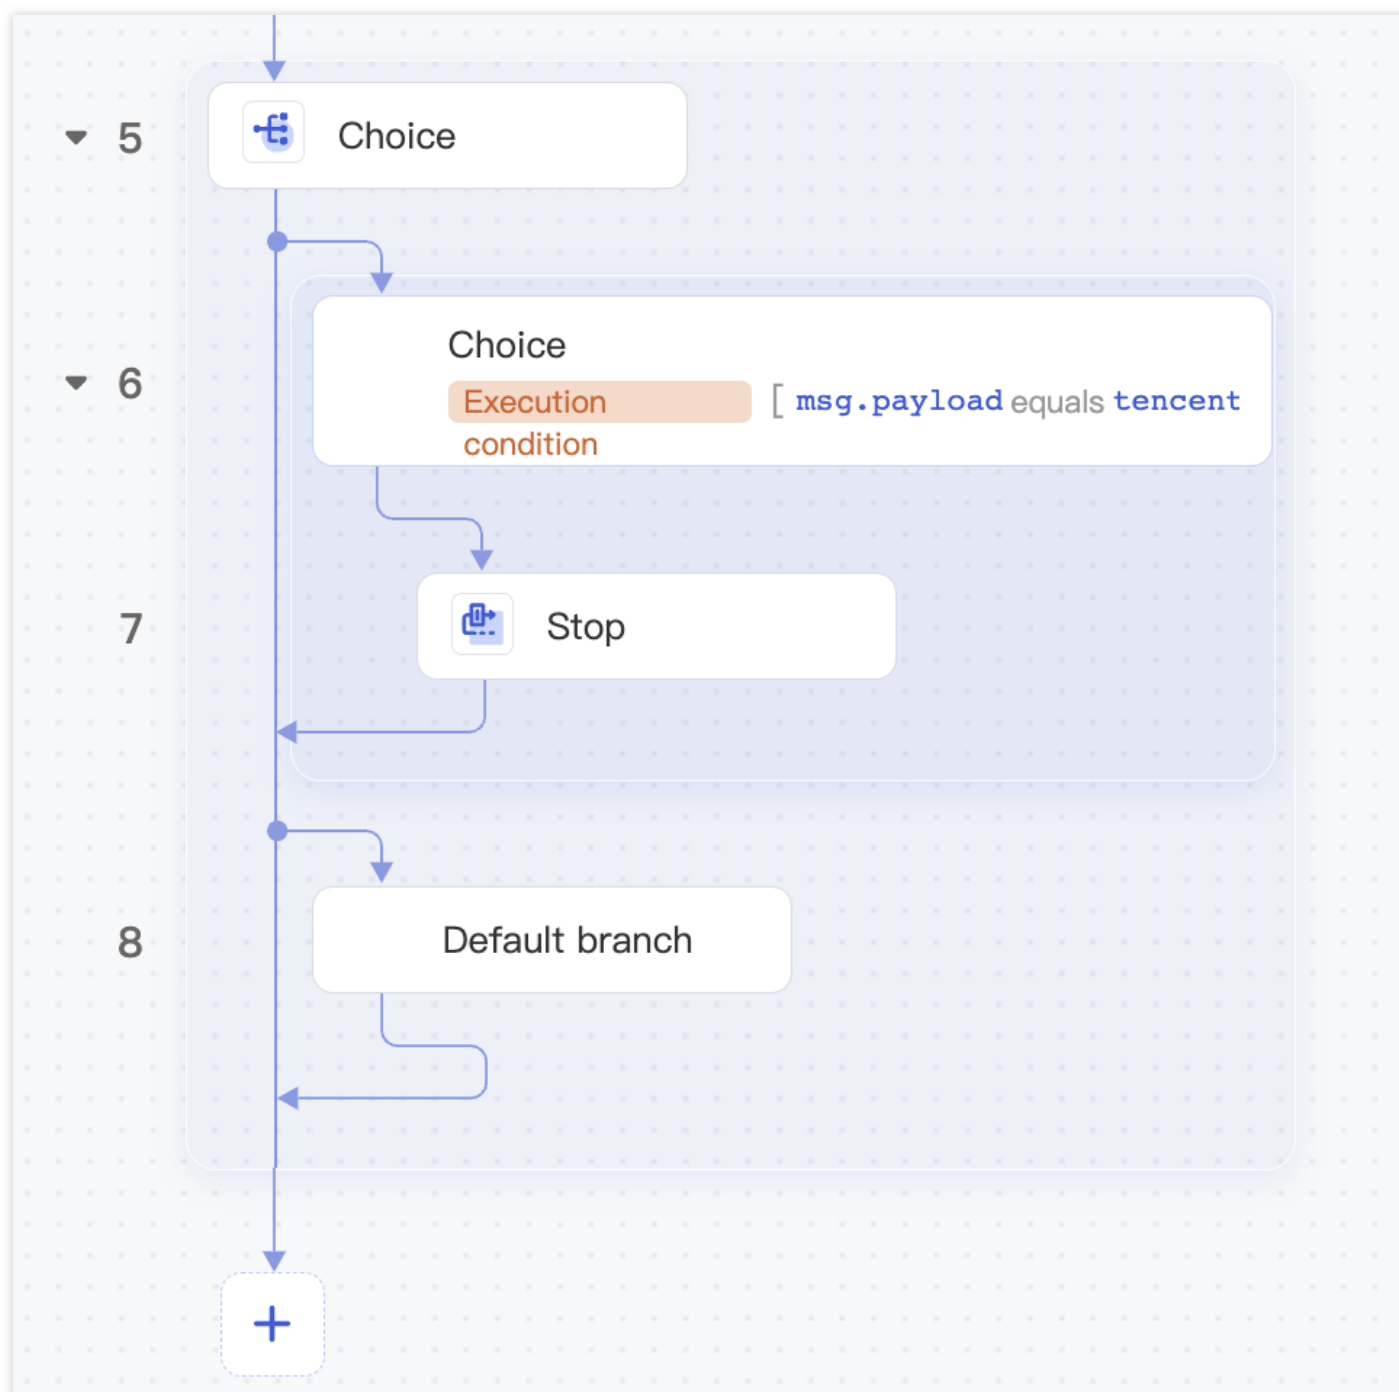 5 Choice
6 Choice
Execution condition [ msg.payload equals tencent
7 Stop
8 Default branch